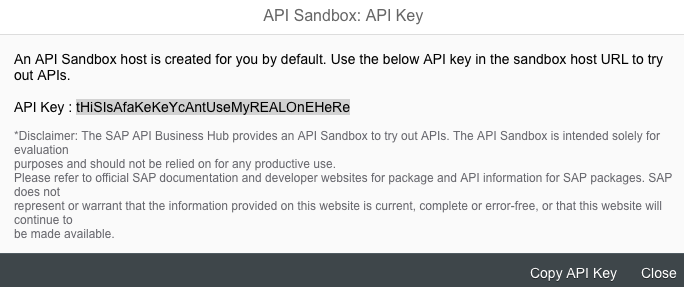 API Sandbox: API Key
An API Sandbox host is created for you by default. Use the below API key in the sandbox host URL to try
out APIs.
API Key : tHiSIsAfaKeKeYcAntUseMyREALOnEHeRe
*Disclaimer: The SAP API Business Hub provides an API Sandbox to try out APIs. The API Sandbox is intended solely for
evaluation
purposes and should not be relied on for any productive use.
Please refer to official SAP documentation and developer websites for package and API information for SAP packages. SAP
does not
represent or warrant that the information provided on this website is current, complete or error-free, or that this website will
continue to
be made available.
Copy API Key Close